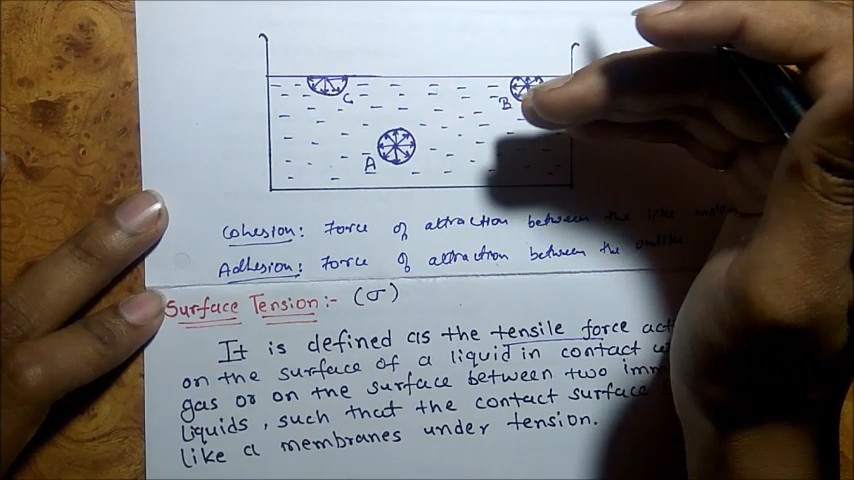 C
B
A
Cohesion: Force of attraction between the like
Adhesion: Force of attraction between the unlike
Surface Tension:- (σ)
It is defined as the tensile force
on the surface of a liquid in contact
gas or on the surface between two
liquids, such that the contact surface
like a membranes under tension.